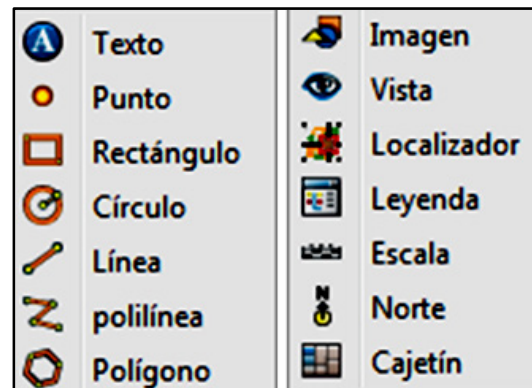 Texto
Punto
Rectángulo
Círculo
Línea
polilínea
Polígono
Imagen
Vista
Localizador
Leyenda
Escala
N
Norte
Cajetín